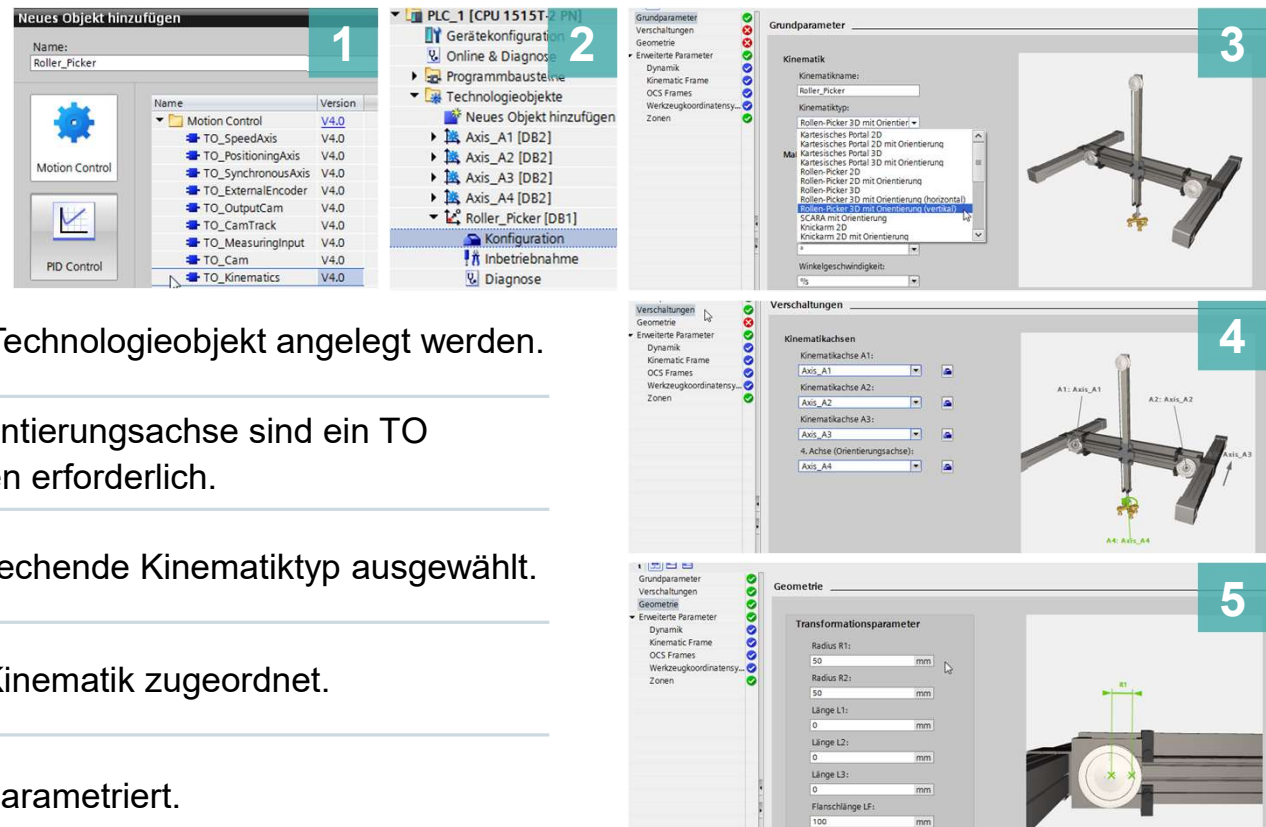 Neues Objekt hinzufügen
1
Name:
Roller_Picker
Motion Control
PID Control
Name Version
Motion Control V4.0
TO_SpeedAxis V4.0
TO_PositioningAxis V4.0
TO_SynchronousAxis V4.0
TO_ExternalEncoder V4.0
TO_OutputCam V4.0
TO_CamTrack V4.0
TO_MeasuringInput V4.0
TO_Cam V4.0
TO_Kinematics V4.0
2
PLC_1 [CPU 1515T-2 PN]
Gerätekonfiguration
Online & Diagnose
Programmbausteine
Technologieobjekte
Neues Objekt hinzufügen
Axis_A1 [DB2]
Axis_A2 [DB2]
Axis_A3 [DB2]
Axis_A4 [DB2]
Roller_Picker [DB1]
Konfiguration
Inbetriebnahme
Diagnose
Technologieobjekt angelegt werden.
ntierungsachse sind ein TO
en erforderlich.
echende Kinematiktyp ausgewählt.
Kinematik zugeordnet.
arametriert.
3
Grundparameter
Verschaltungen
Geometrie
Erweiterte Parameter
Dynamik
Kinematic Frame
OCS Frames
Werkzeugkoordinatensy...
Zonen
Grundparameter
Kinematik
Kinematikname:
Roller_Picker
Kinematiktyp:
Rollen-Picker 3D mit Orientier
Kartesisches Portal 2D
Kartesisches Portal 2D mit Orientierung
Kartesisches Portal 3D
Kartesisches Portal 3D mit Orientierung
Rollen-Picker 2D
Rollen-Picker 2D mit Orientierung
Rollen-Picker 3D
Rollen-Picker 3D mit Orientierung (horizontal)
Rollen-Picker 3D mit Orientierung (vertikal)
SCARA mit Orientierung
Knickarm 2D
Knickarm 2D mit Orientierung
Ma
°
Winkelgeschwindigkeit:
°/s
4
Verschaltungen
Geometrie
Erweiterte Parameter
Dynamik
Kinematic Frame
OCS Frames
Werkzeugkoordinatensy...
Zonen
Verschaltungen
Kinematikachsen
Kinematikachse A1:
Axis_A1
Kinematikachse A2:
Axis_A2
Kinematikachse A3:
Axis_A3
4. Achse (Orientierungsachse):
Axis_A4
A1: Axis_A1
A2: Axis_A2
Axis_A3
A4: Axis_A4
5
Grundparameter
Verschaltungen
Geometrie
Erweiterte Parameter
Dynamik
Kinematic Frame
OCS Frames
Werkzeugkoordinatensy...
Zonen
Geometrie
Transformationsparameter
Radius R1:
50 mm
Radius R2:
50 mm
Länge L1:
0 mm
Länge L2:
0 mm
Länge L3:
0 mm
Flanschlänge LF:
100 mm
R1